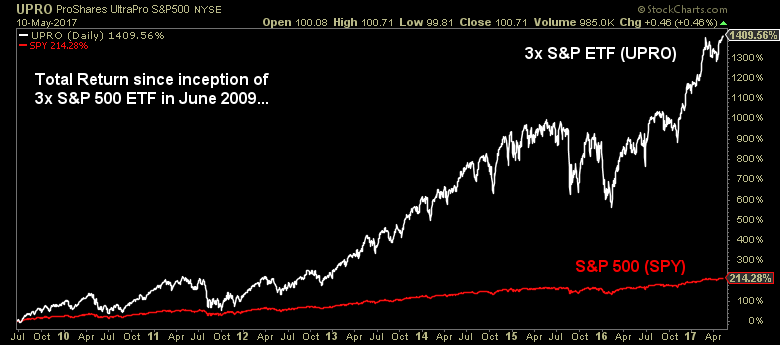 UPRO ProShares UltraPro S&P500 NYSE © StockCharts.com
10-May-2017 Open 100.08 High 100.71 Low 99.81 Close 100.71 Volume 985.0K Chg +0.46 (+0.46%)
UPRO (Daily) 1409.56%
SPY 214.28%
1409.56%
3x S&P ETF (UPRO)
Total Return since inception of
3x S&P 500 ETF in June 2009...
1300%
1200%
1100%
1000%
900%
800%
700%
600%
500%
400%
300%
S&P 500 (SPY)
214.28%
100%
0%
Jul Oct 10 Apr Jul Oct 11 Apr Jul Oct 12 Apr Jul Oct 13 Apr Jul Oct 14 Apr Jul Oct 15 Apr Jul Oct 16 Apr Jul Oct 17 Apr